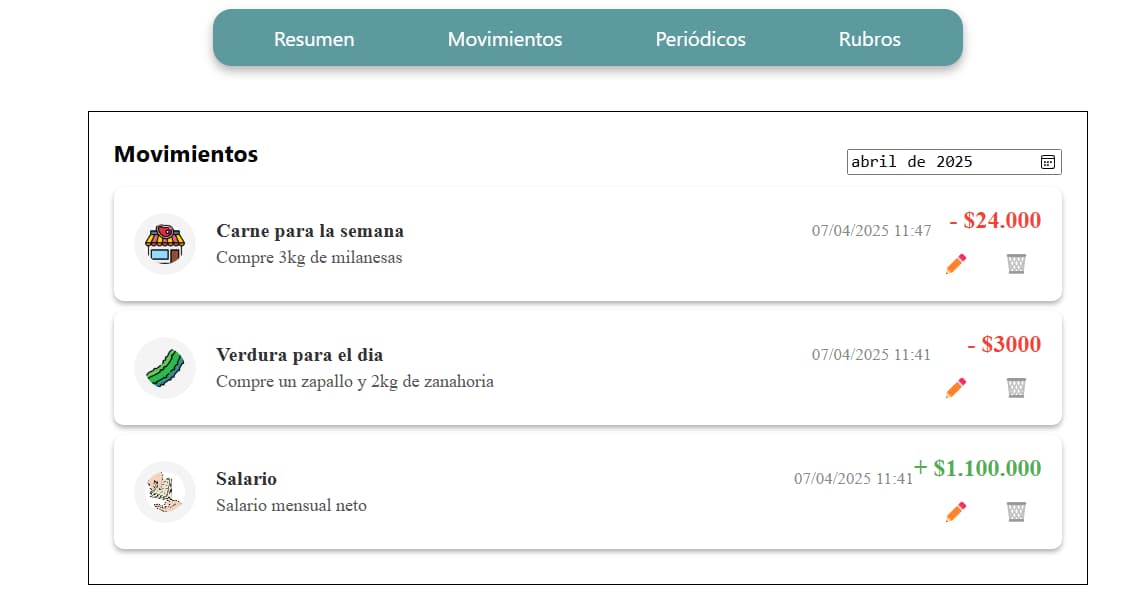 Resumen Movimientos Periódicos Rubros
Movimientos
abril de 2025
Carne para la semana
07/04/2025 11:47
- $24.000
Compre 3kg de milanesas
Verdura para el dia
07/04/2025 11:41
- $3000
Compre un zapallo y 2kg de zanahoria
Salario
07/04/2025 11:41
+ $1.100.000
Salario mensual neto